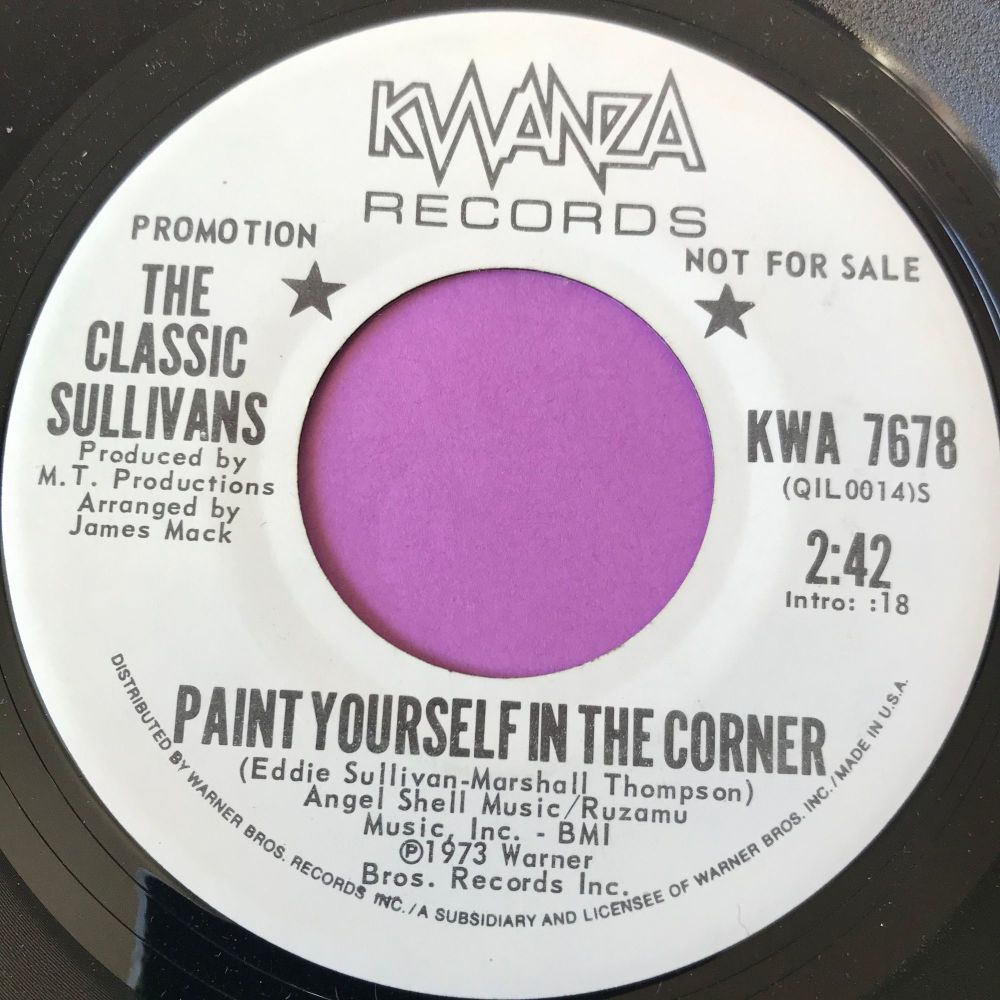 KWANZA
RECORDS
PROMOTION
NOT FOR SALE
THE
CLASSIC
SULLIVANS
Produced by
M.T. Productions
Arranged by
James Mack
KWA 7678
(QIL0014)S
2:42
Intro: :18
PAINT YOURSELF IN THE CORNER
(Eddie Sullivan-Marshall Thompson)
Angel Shell Music/Ruzamu
Music, Inc. - BMI
Ⓟ1973 Warner
Bros. Records Inc.
DISTRIBUTED BY WARNER BROS. RECORDS INC./A SUBSIDIARY AND LICENSEE OF WARNER BROS. INC./MADE IN U.S.A.